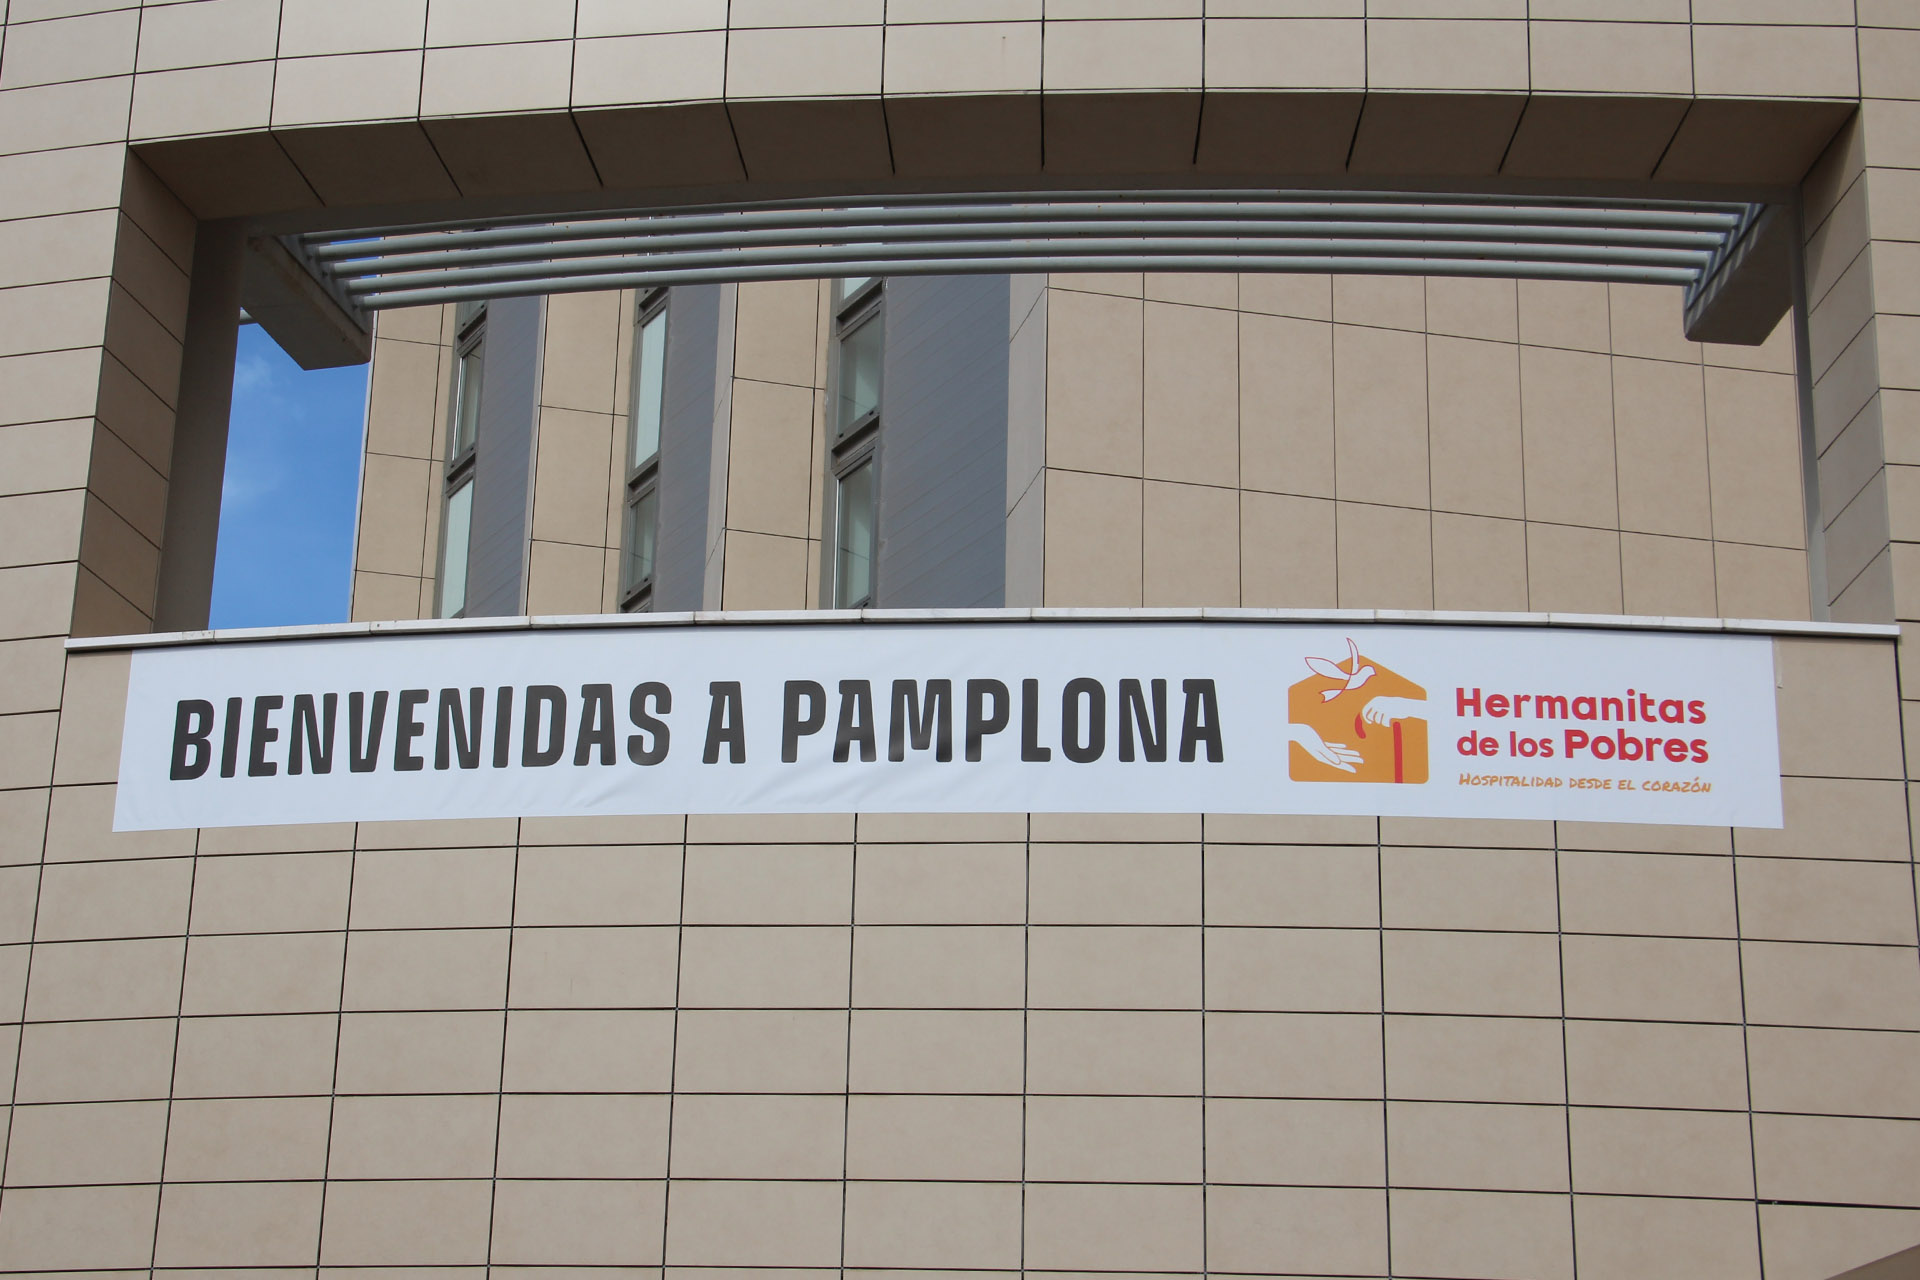 BIENVENIDAS A PAMPLONA
Hermanitas
de los Pobres
HOSPITALIDAD DESDE EL CORAZÓN